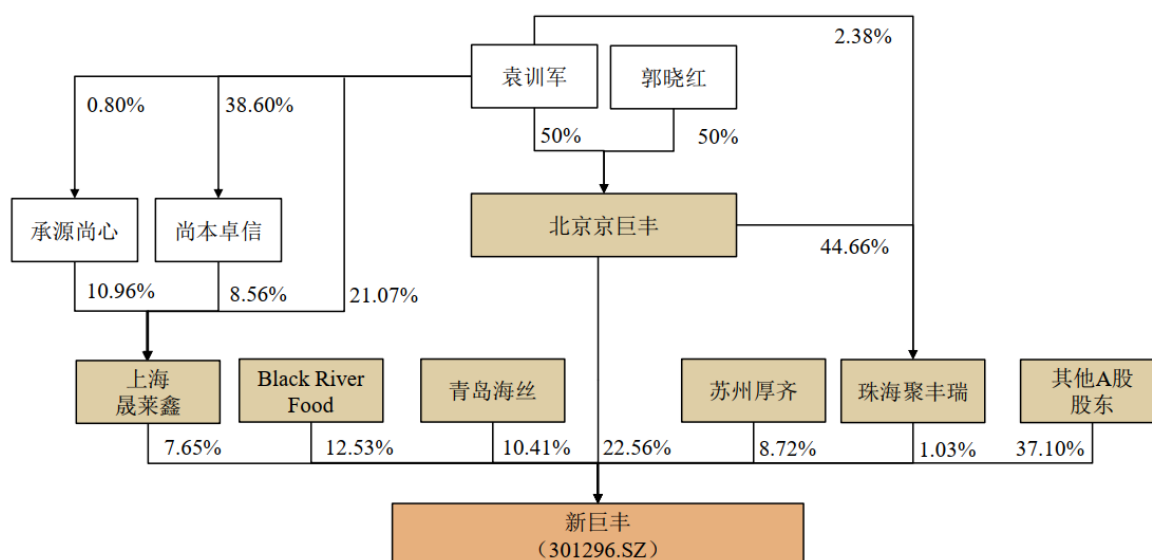 2.38%
袁训军
郭晓红
0.80%
38.60%
50%
50%
承源尚心
尚本卓信
北京京巨丰
44.66%
10.96%
8.56%
21.07%
上海
晟莱鑫
Black River
Food
青岛海丝
苏州厚齐
珠海聚丰瑞
其他A股
股东
7.65%
12.53%
10.41%
22.56%
8.72%
1.03%
37.10%
新巨丰
（301296.SZ）